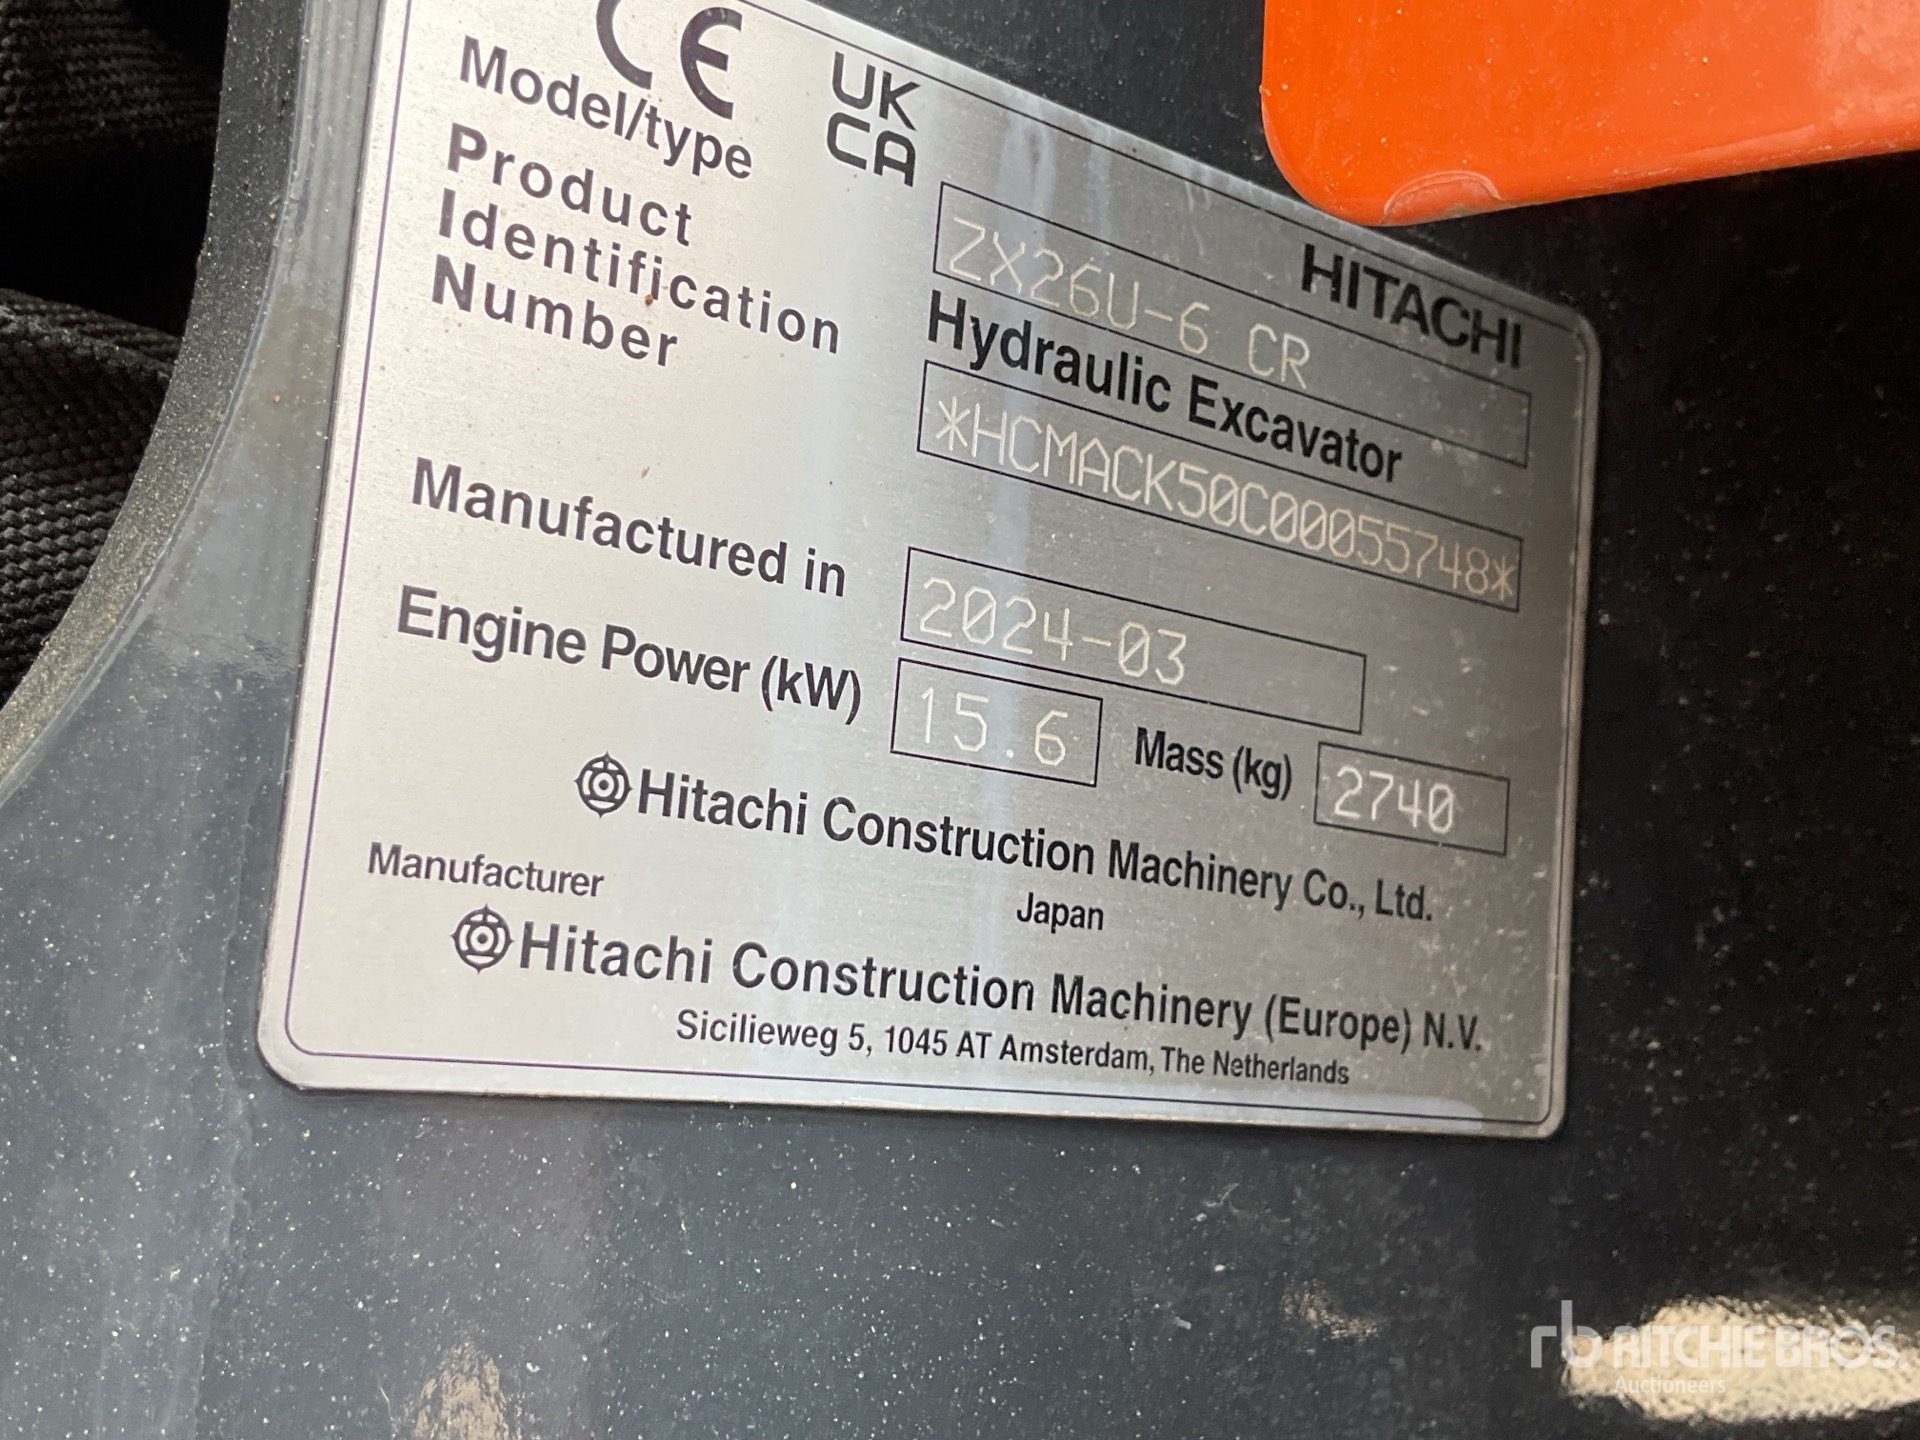 CE
UK
CA
HITACHI
Model/type
ZX26U-6 CR
Hydraulic Excavator
Product
Identification
Number
*HCMACK50C00055748*
Manufactured in
2024-03
Engine Power (kW)
15.6
Mass (kg)
2740
Hitachi Construction Machinery Co., Ltd.
Japan
Manufacturer
Hitachi Construction Machinery (Europe) N.V.
Sicilieweg 5, 1045 AT Amsterdam, The Netherlands
rb RITCHIE BROS.
Auctioneers